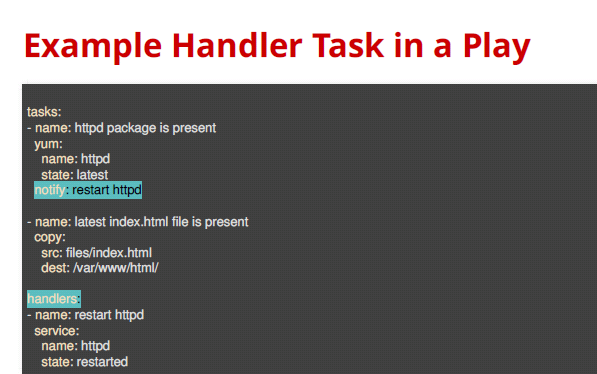 Example Handler Task in a Play
tasks:
- name: httpd package is present
yum:
name: httpd
state: latest
notify: restart httpd
- name: latest index.html file is present
copy:
src: files/index.html
dest: /var/www/html/
handlers:
- name: restart httpd
service:
name: httpd
state: restarted